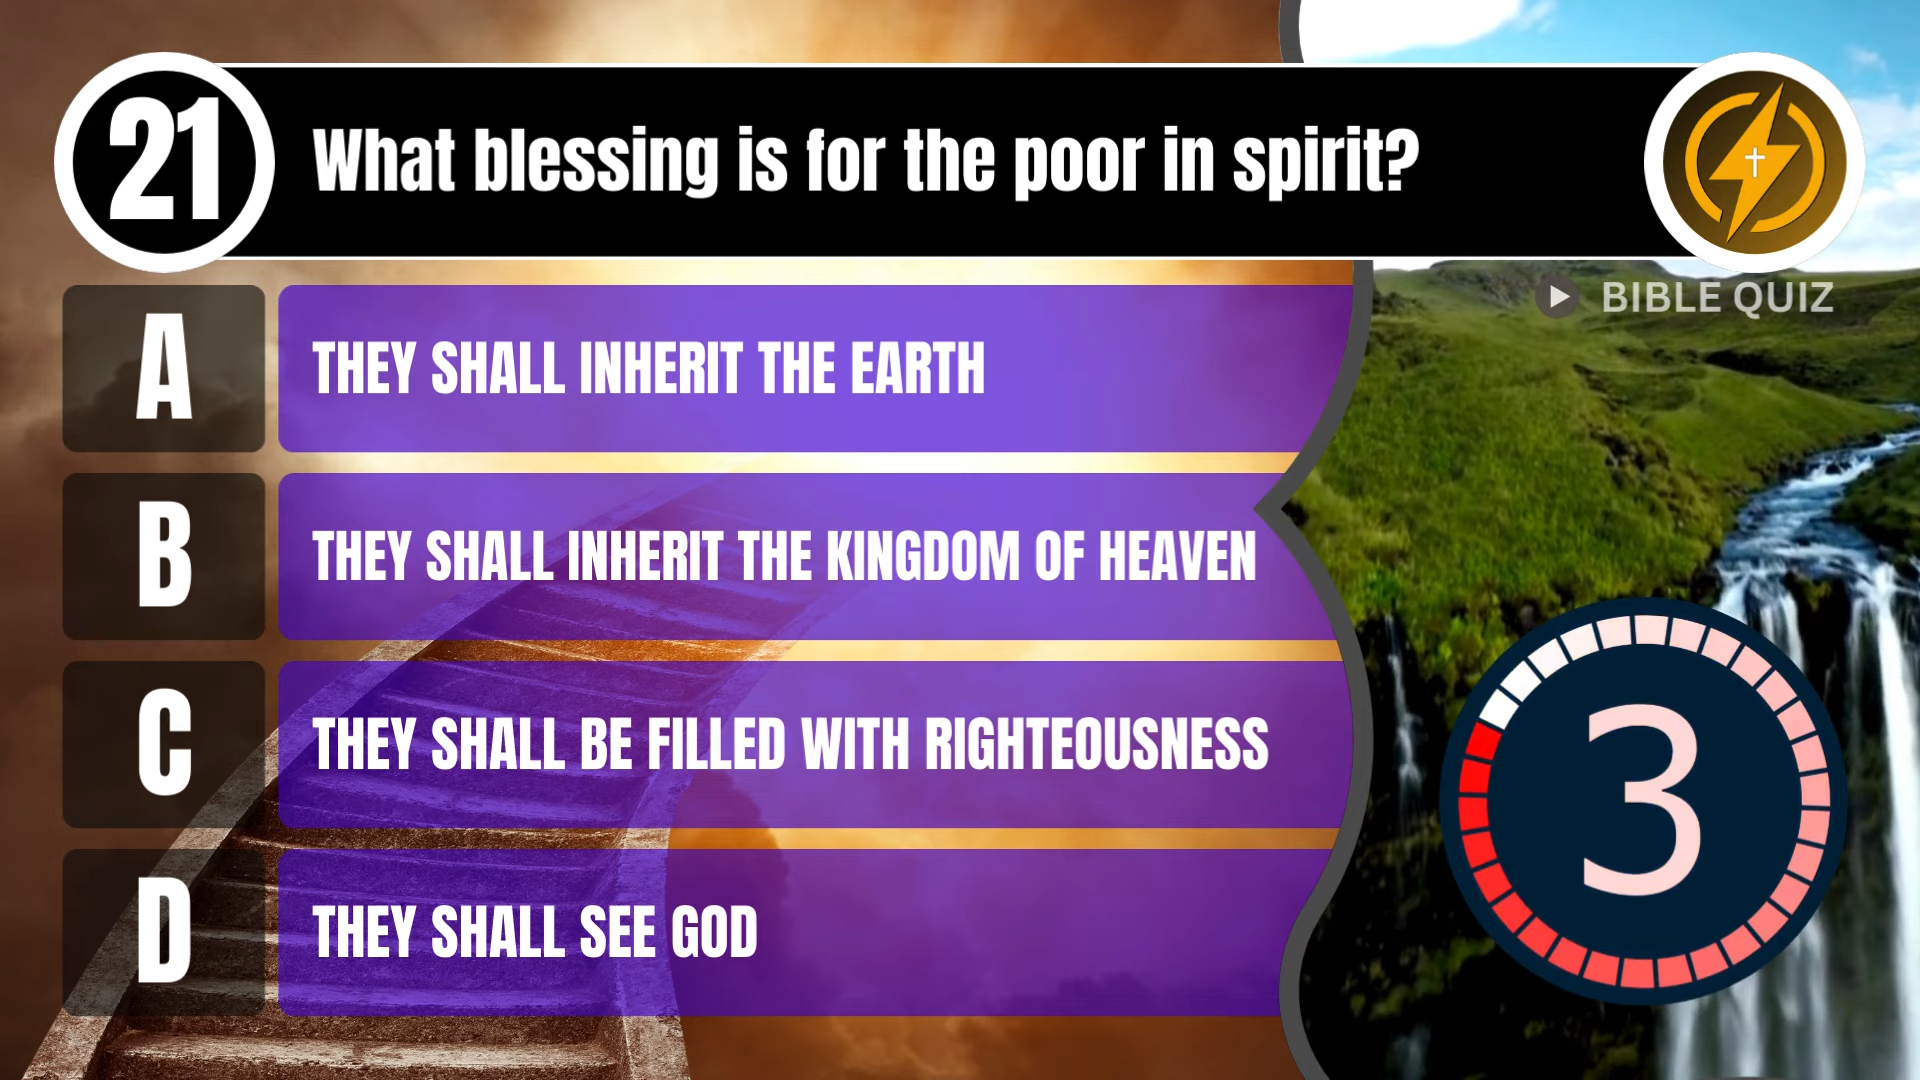 21
What blessing is for the poor in spirit?
BIBLE QUIZ
A
THEY SHALL INHERIT THE EARTH
B
THEY SHALL INHERIT THE KINGDOM OF HEAVEN
C
THEY SHALL BE FILLED WITH RIGHTEOUSNESS
D
THEY SHALL SEE GOD
3